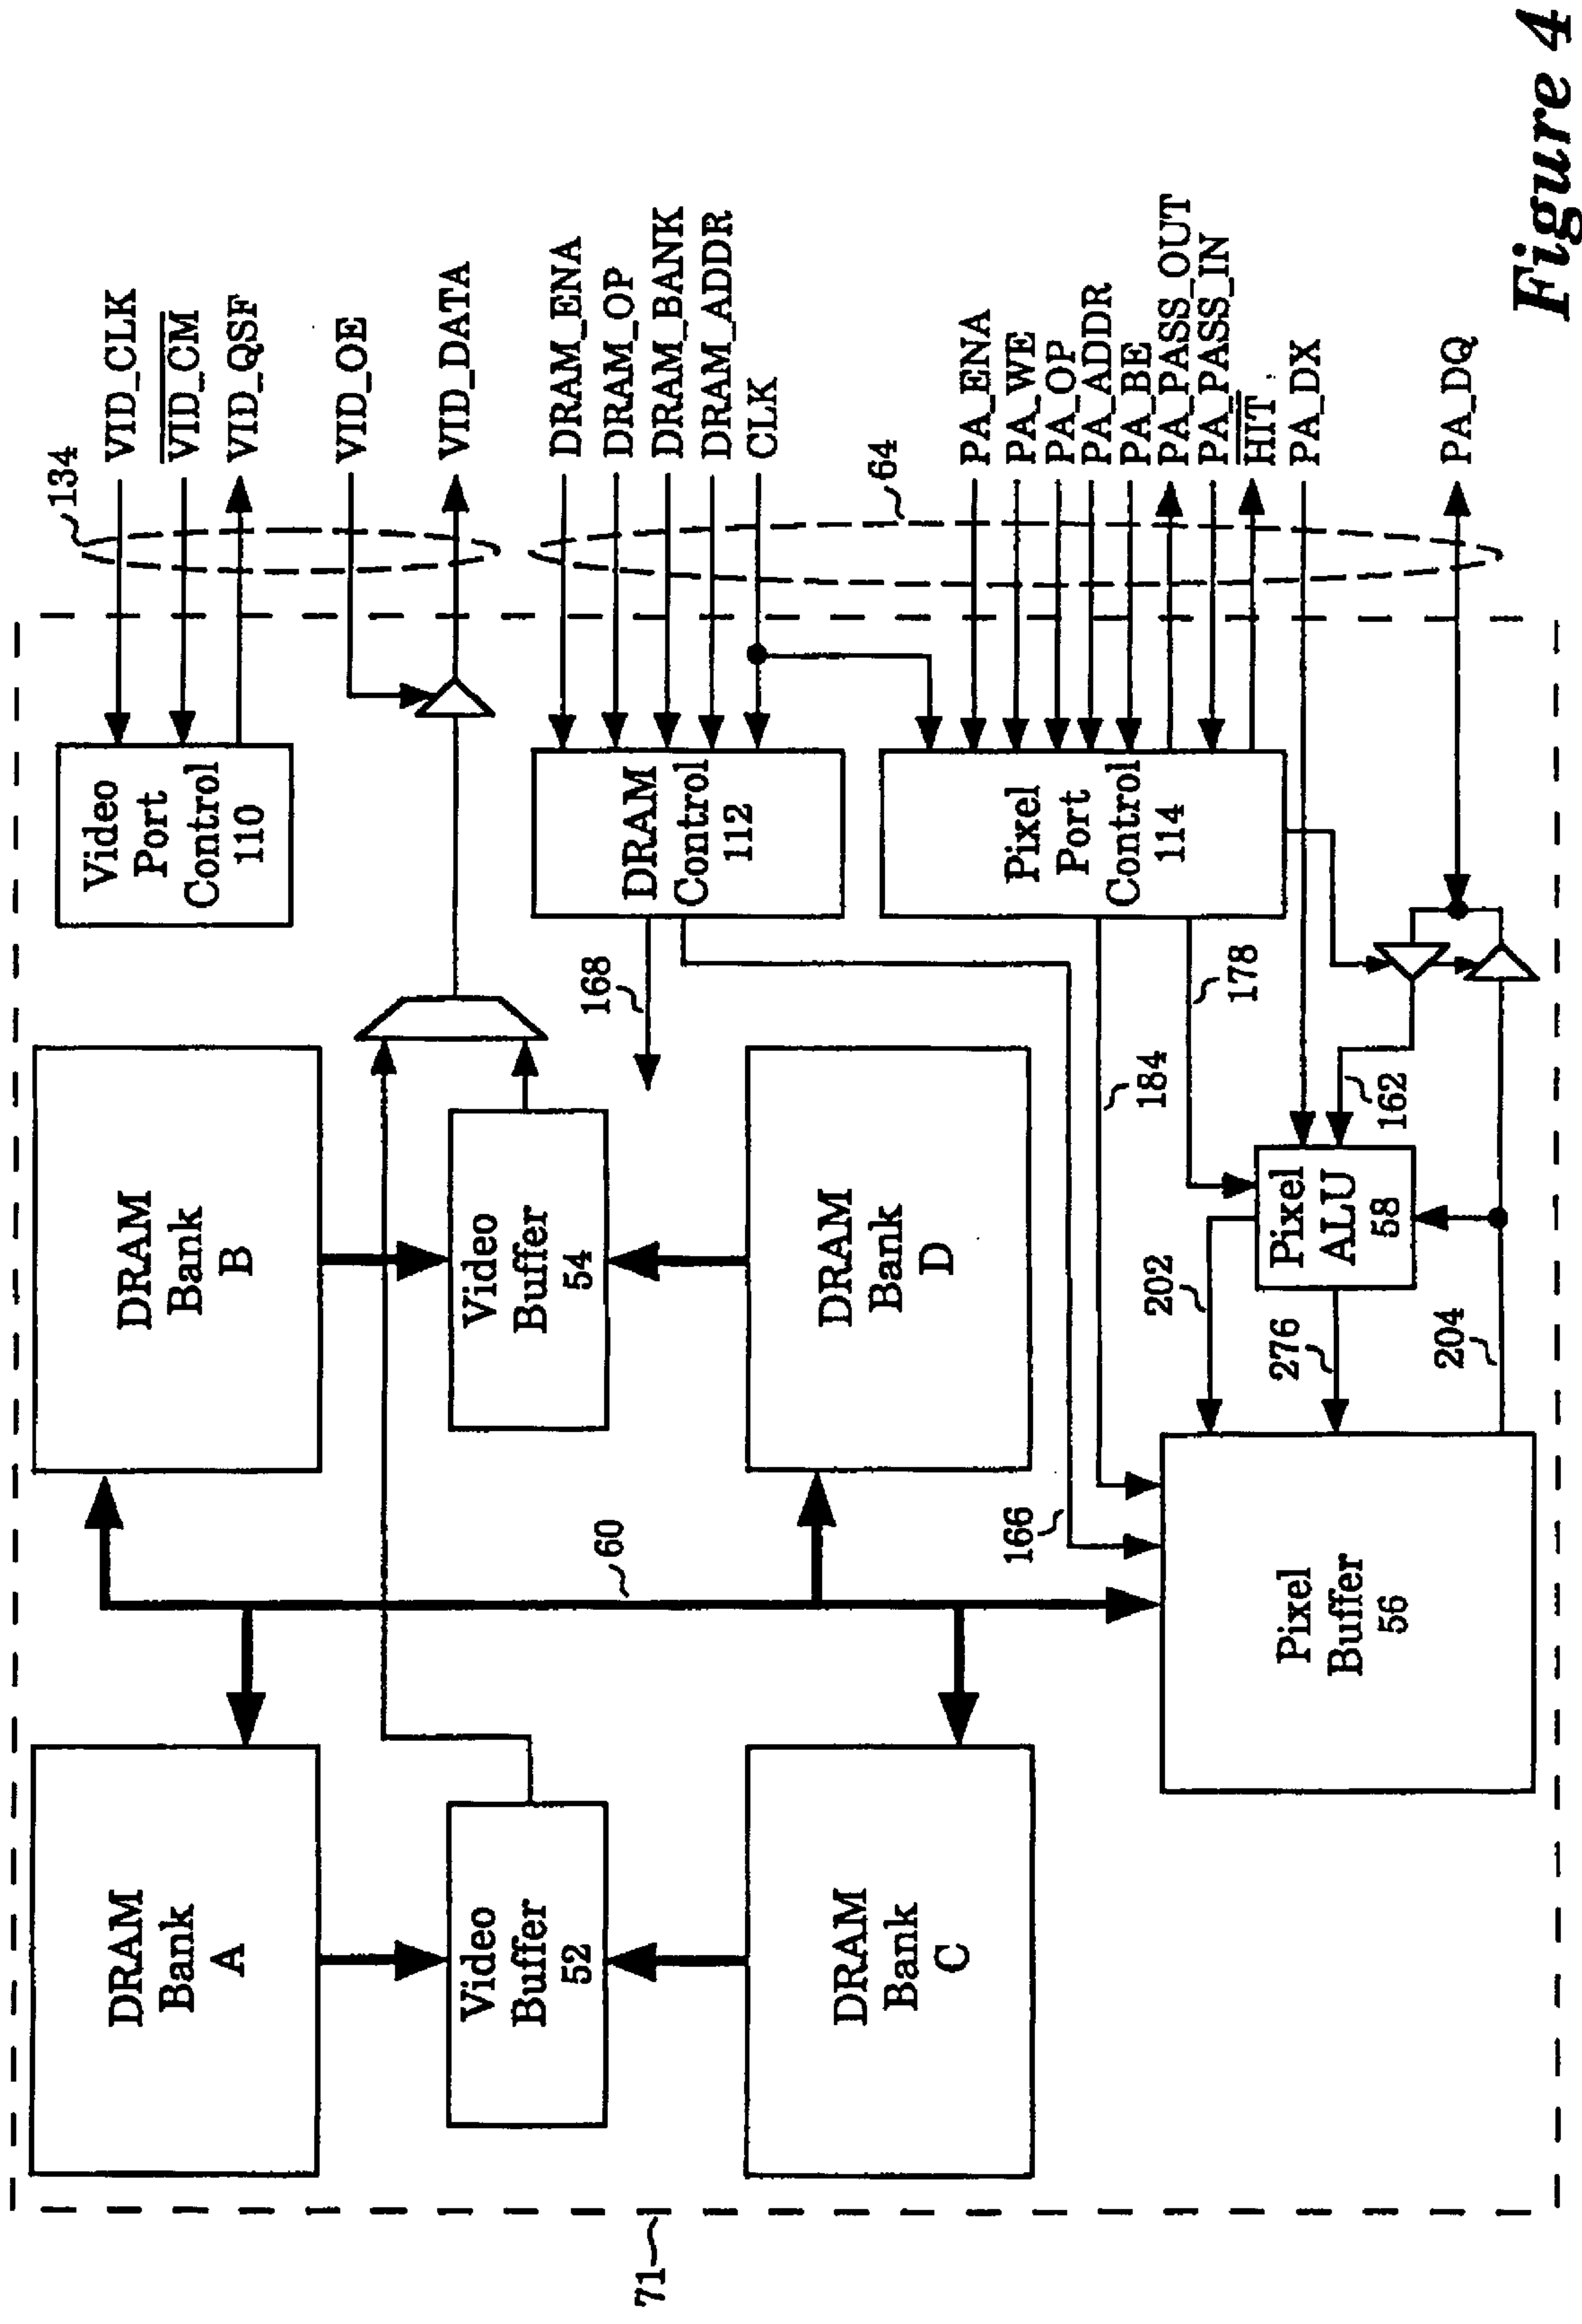 71
DRAM
Bank
A
Video
Buffer
52
DRAM
Bank
C
60
DRAM
Bank
B
Video
Buffer
54
DRAM
Bank
D
166
Pixel
Buffer
56
202
276
204
Pixel
ALU
58
184
178
162
168
Video
Port
Control
110
DRAM
Control
112
Pixel
Port
Control
114
134
VID_CLK
VID_CM
VID_QSF
VID_OE
VID_DATA
DRAM_ENA
DRAM_OP
DRAM_BANK
DRAM_ADDR
CLK
64
PA_ENA
PA_WE
PA_OP
PA_ADDR
PA_BE
PA_PASS_OUT
PA_PASS_IN
HIT
PA_DX
PA_DQ
Figure 4